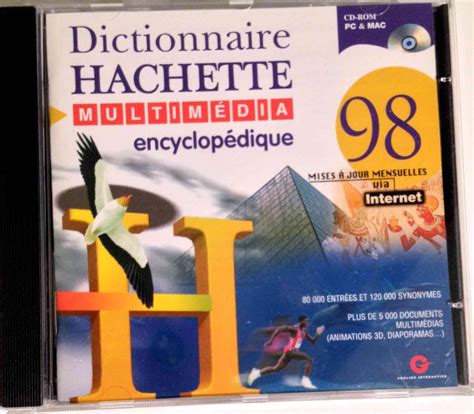 Dictionnaire
HACHETTE
MULTIMÉDIA
encyclopédique
CD-ROM
PC & MAC
98
MISES À JOUR MENSUELLES
via
Internet
80 000 ENTRÉES ET 120 000 SYNONYMES
PLUS DE 5 000 DOCUMENTS
MULTIMÉDIAS
(ANIMATIONS 3D, DIAPORAMAS...)
H